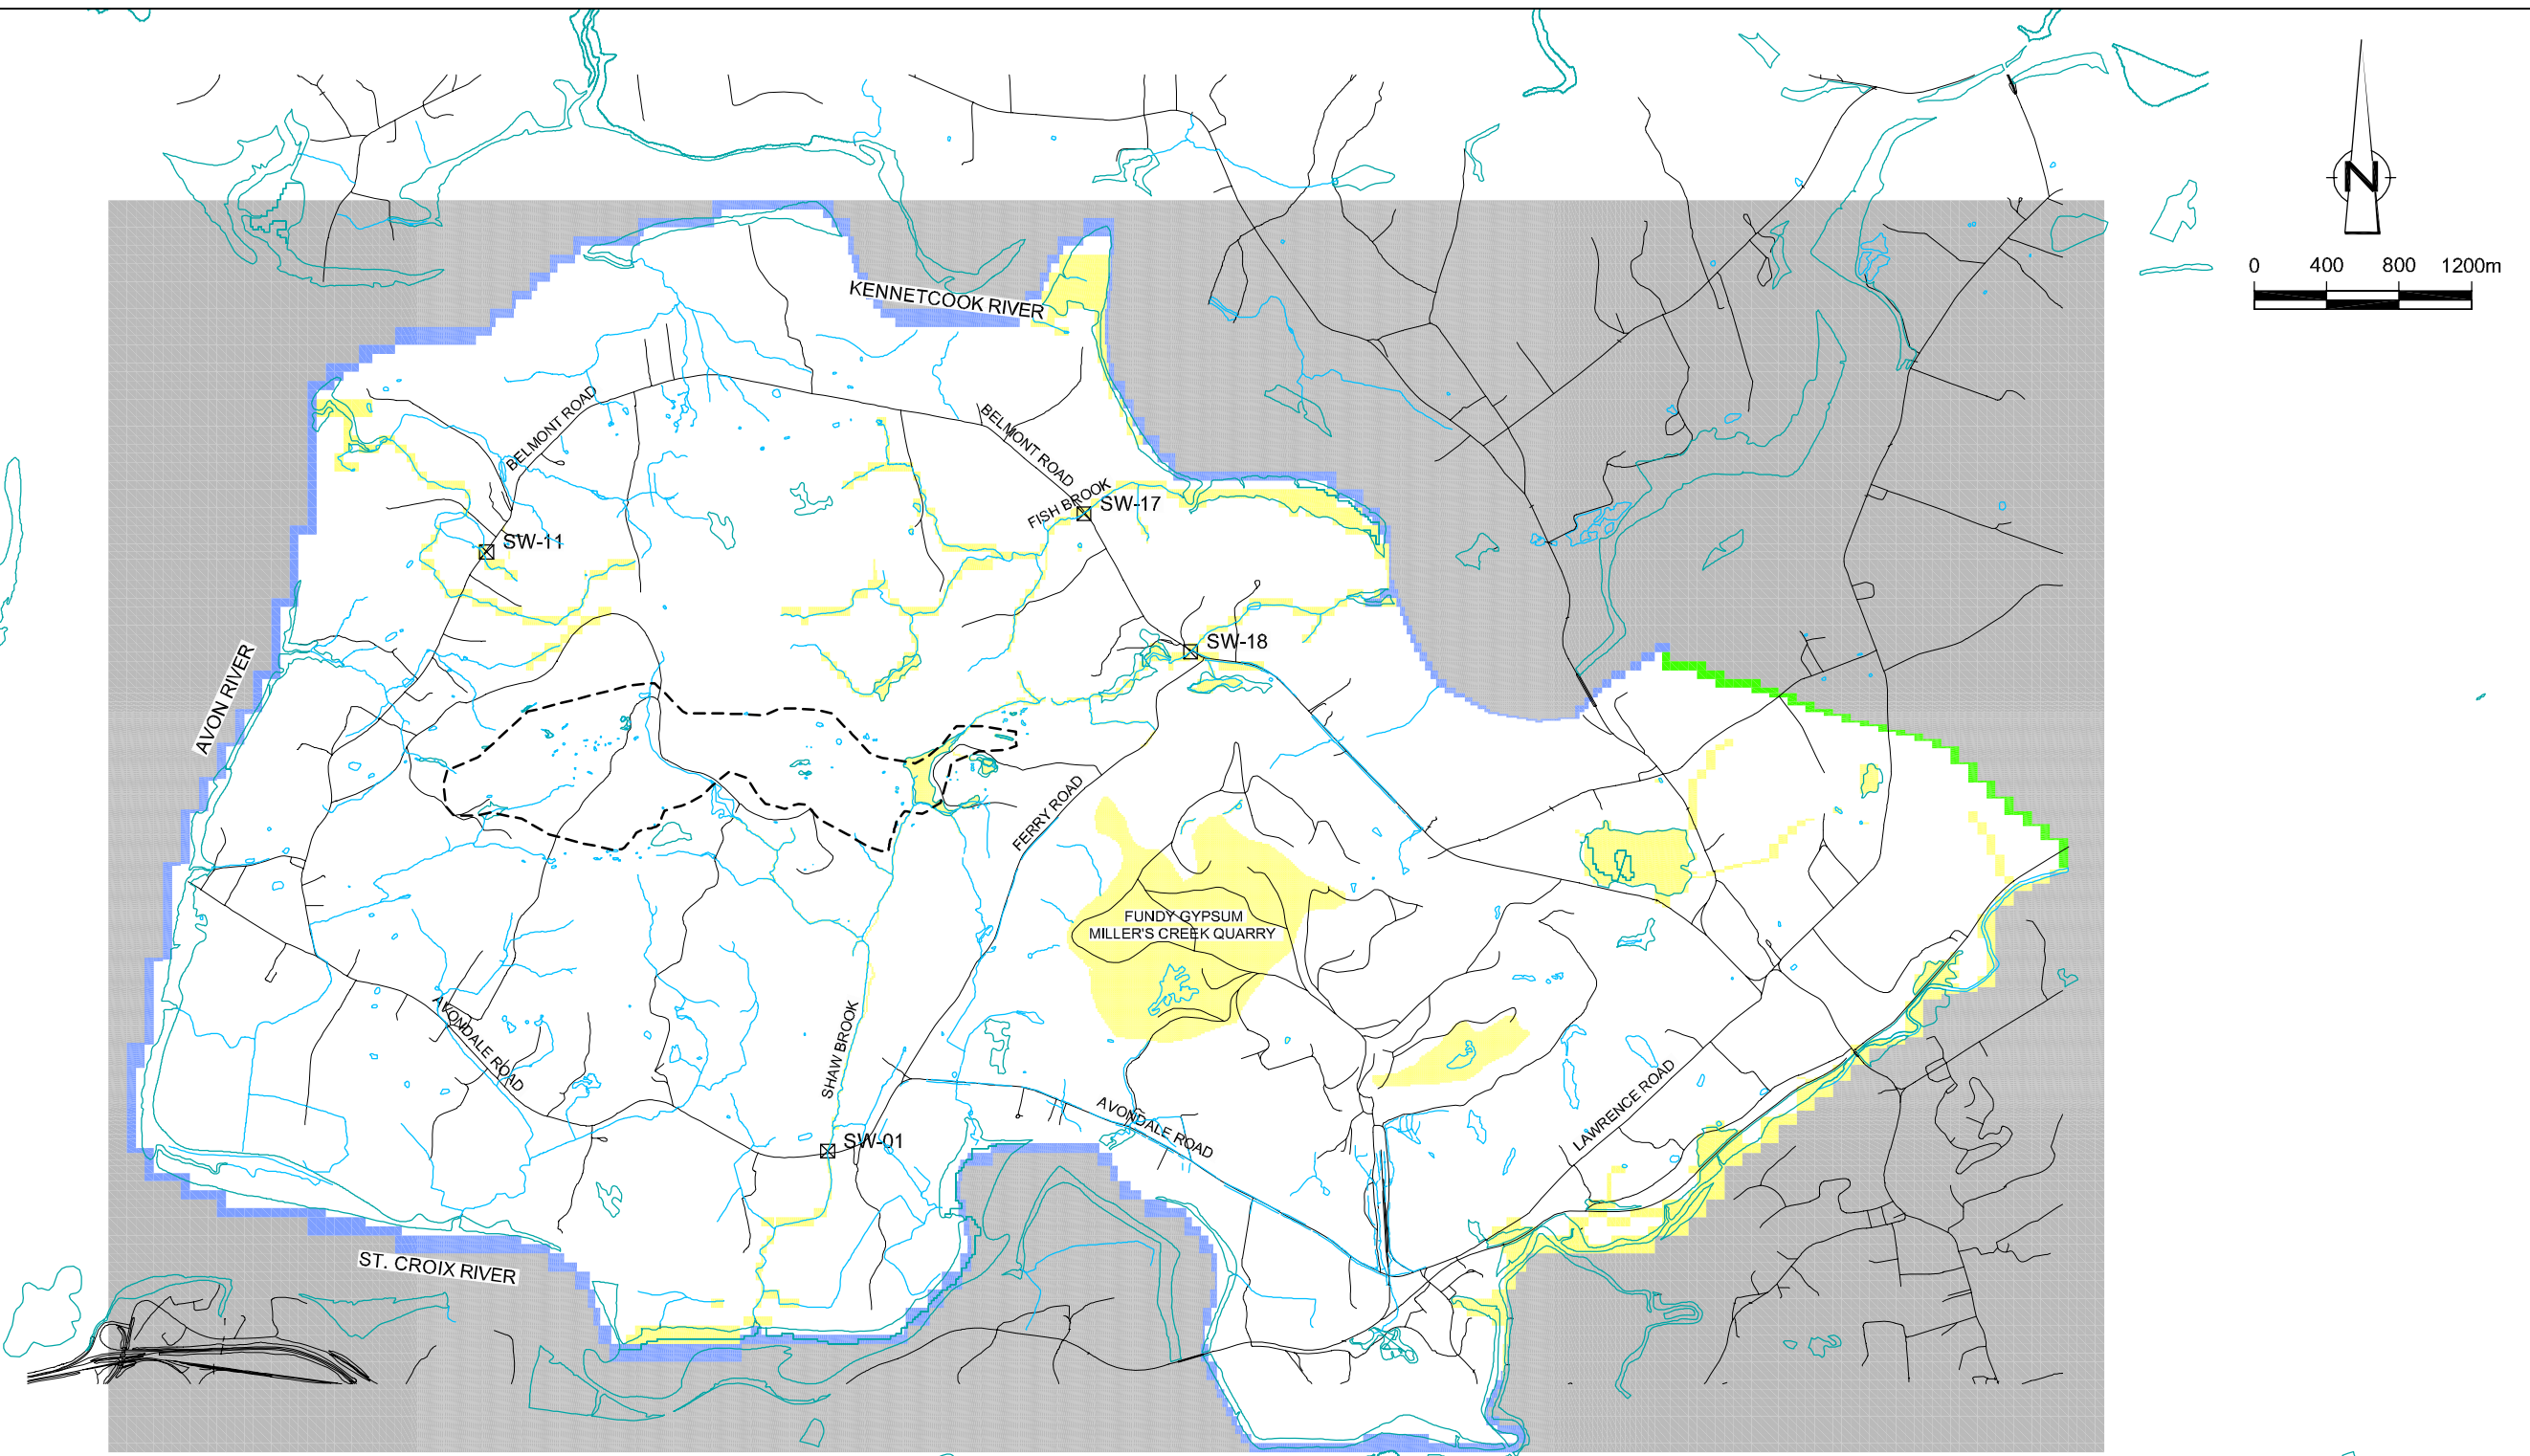 N
0 400 800 1200m
KENNETCOOK RIVER
BELMONT ROAD
BELMONT ROAD
FISH BROOK
SW-17
SW-11
SW-18
AVON RIVER
FERRY ROAD
FUNDY GYPSUM
MILLER'S CREEK QUARRY
AVONDALE ROAD
SHAW BROOK
AVONDALE ROAD
LAWRENCE ROAD
SW-01
ST. CROIX RIVER